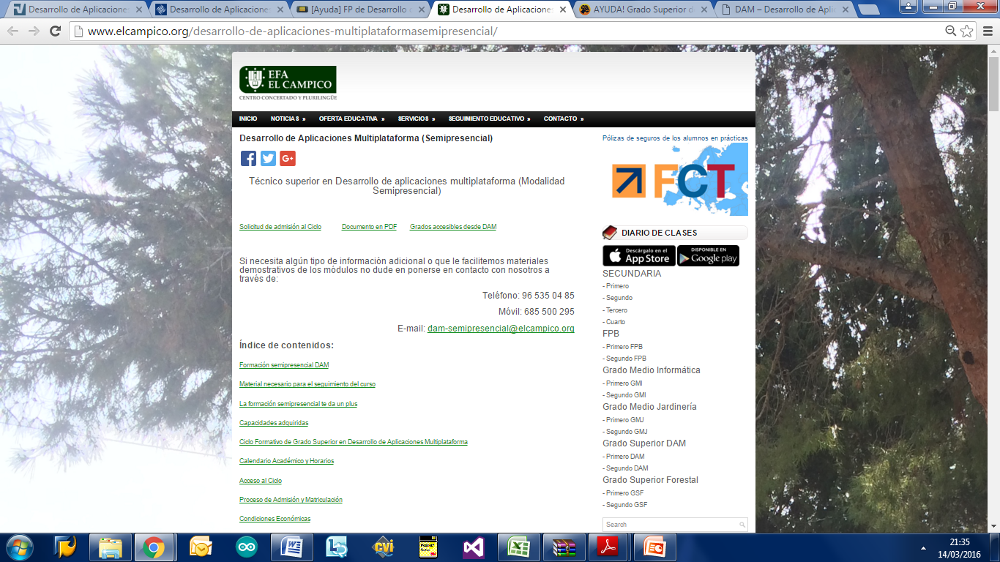 Desarrollo de Aplicaciones
Desarrollo de Aplicaciones
[Ayuda] FP de Desarrollo d
Desarrollo de Aplicaciones
AYUDA! Grado Superior de
DAM – Desarrollo de Aplic
www.elcampico.org/desarrollo-de-aplicaciones-multiplataformasemipresencial/
EFA
EL CAMPICO
CENTRO CONCERTADO Y PLURILINGÜE
INICIO NOTICIAS » OFERTA EDUCATIVA » SERVICIOS » SEGUIMIENTO EDUCATIVO » CONTACTO »
Desarrollo de Aplicaciones Multiplataforma (Semipresencial)
Técnico superior en Desarrollo de aplicaciones multiplataforma (Modalidad
Semipresencial)
Solicitud de admisión al Ciclo Documento en PDF Grados accesibles desde DAM
Si necesita algún tipo de información adicional o que le facilitemos materiales
demostrativos de los módulos no dude en ponerse en contacto con nosotros a
través de:
Teléfono: 96 535 04 85
Móvil: 685 500 295
E-mail: dam-semipresencial@elcampico.org
Índice de contenidos:
Formación semipresencial DAM
Material necesario para el seguimiento del curso
La formación semipresencial te da un plus
Capacidades adquiridas
Ciclo Formativo de Grado Superior en Desarrollo de Aplicaciones Multiplataforma
Calendario Académico y Horarios
Acceso al Ciclo
Proceso de Admisión y Matriculación
Condiciones Económicas
Pólizas de seguros de los alumnos en prácticas
FCT
DIARIO DE CLASES
Descárgalo en el
App Store
DISPONIBLE EN
Google play
SECUNDARIA
- Primero
- Segundo
- Tercero
- Cuarto
FPB
- Primero FPB
- Segundo FPB
Grado Medio Informática
- Primero GMI
- Segundo GMI
Grado Medio Jardinería
- Primero GMJ
- Segundo GMJ
Grado Superior DAM
- Primero DAM
- Segundo DAM
Grado Superior Forestal
- Primero GSF
- Segundo GSF
Search
CVI
21:35
14/03/2016